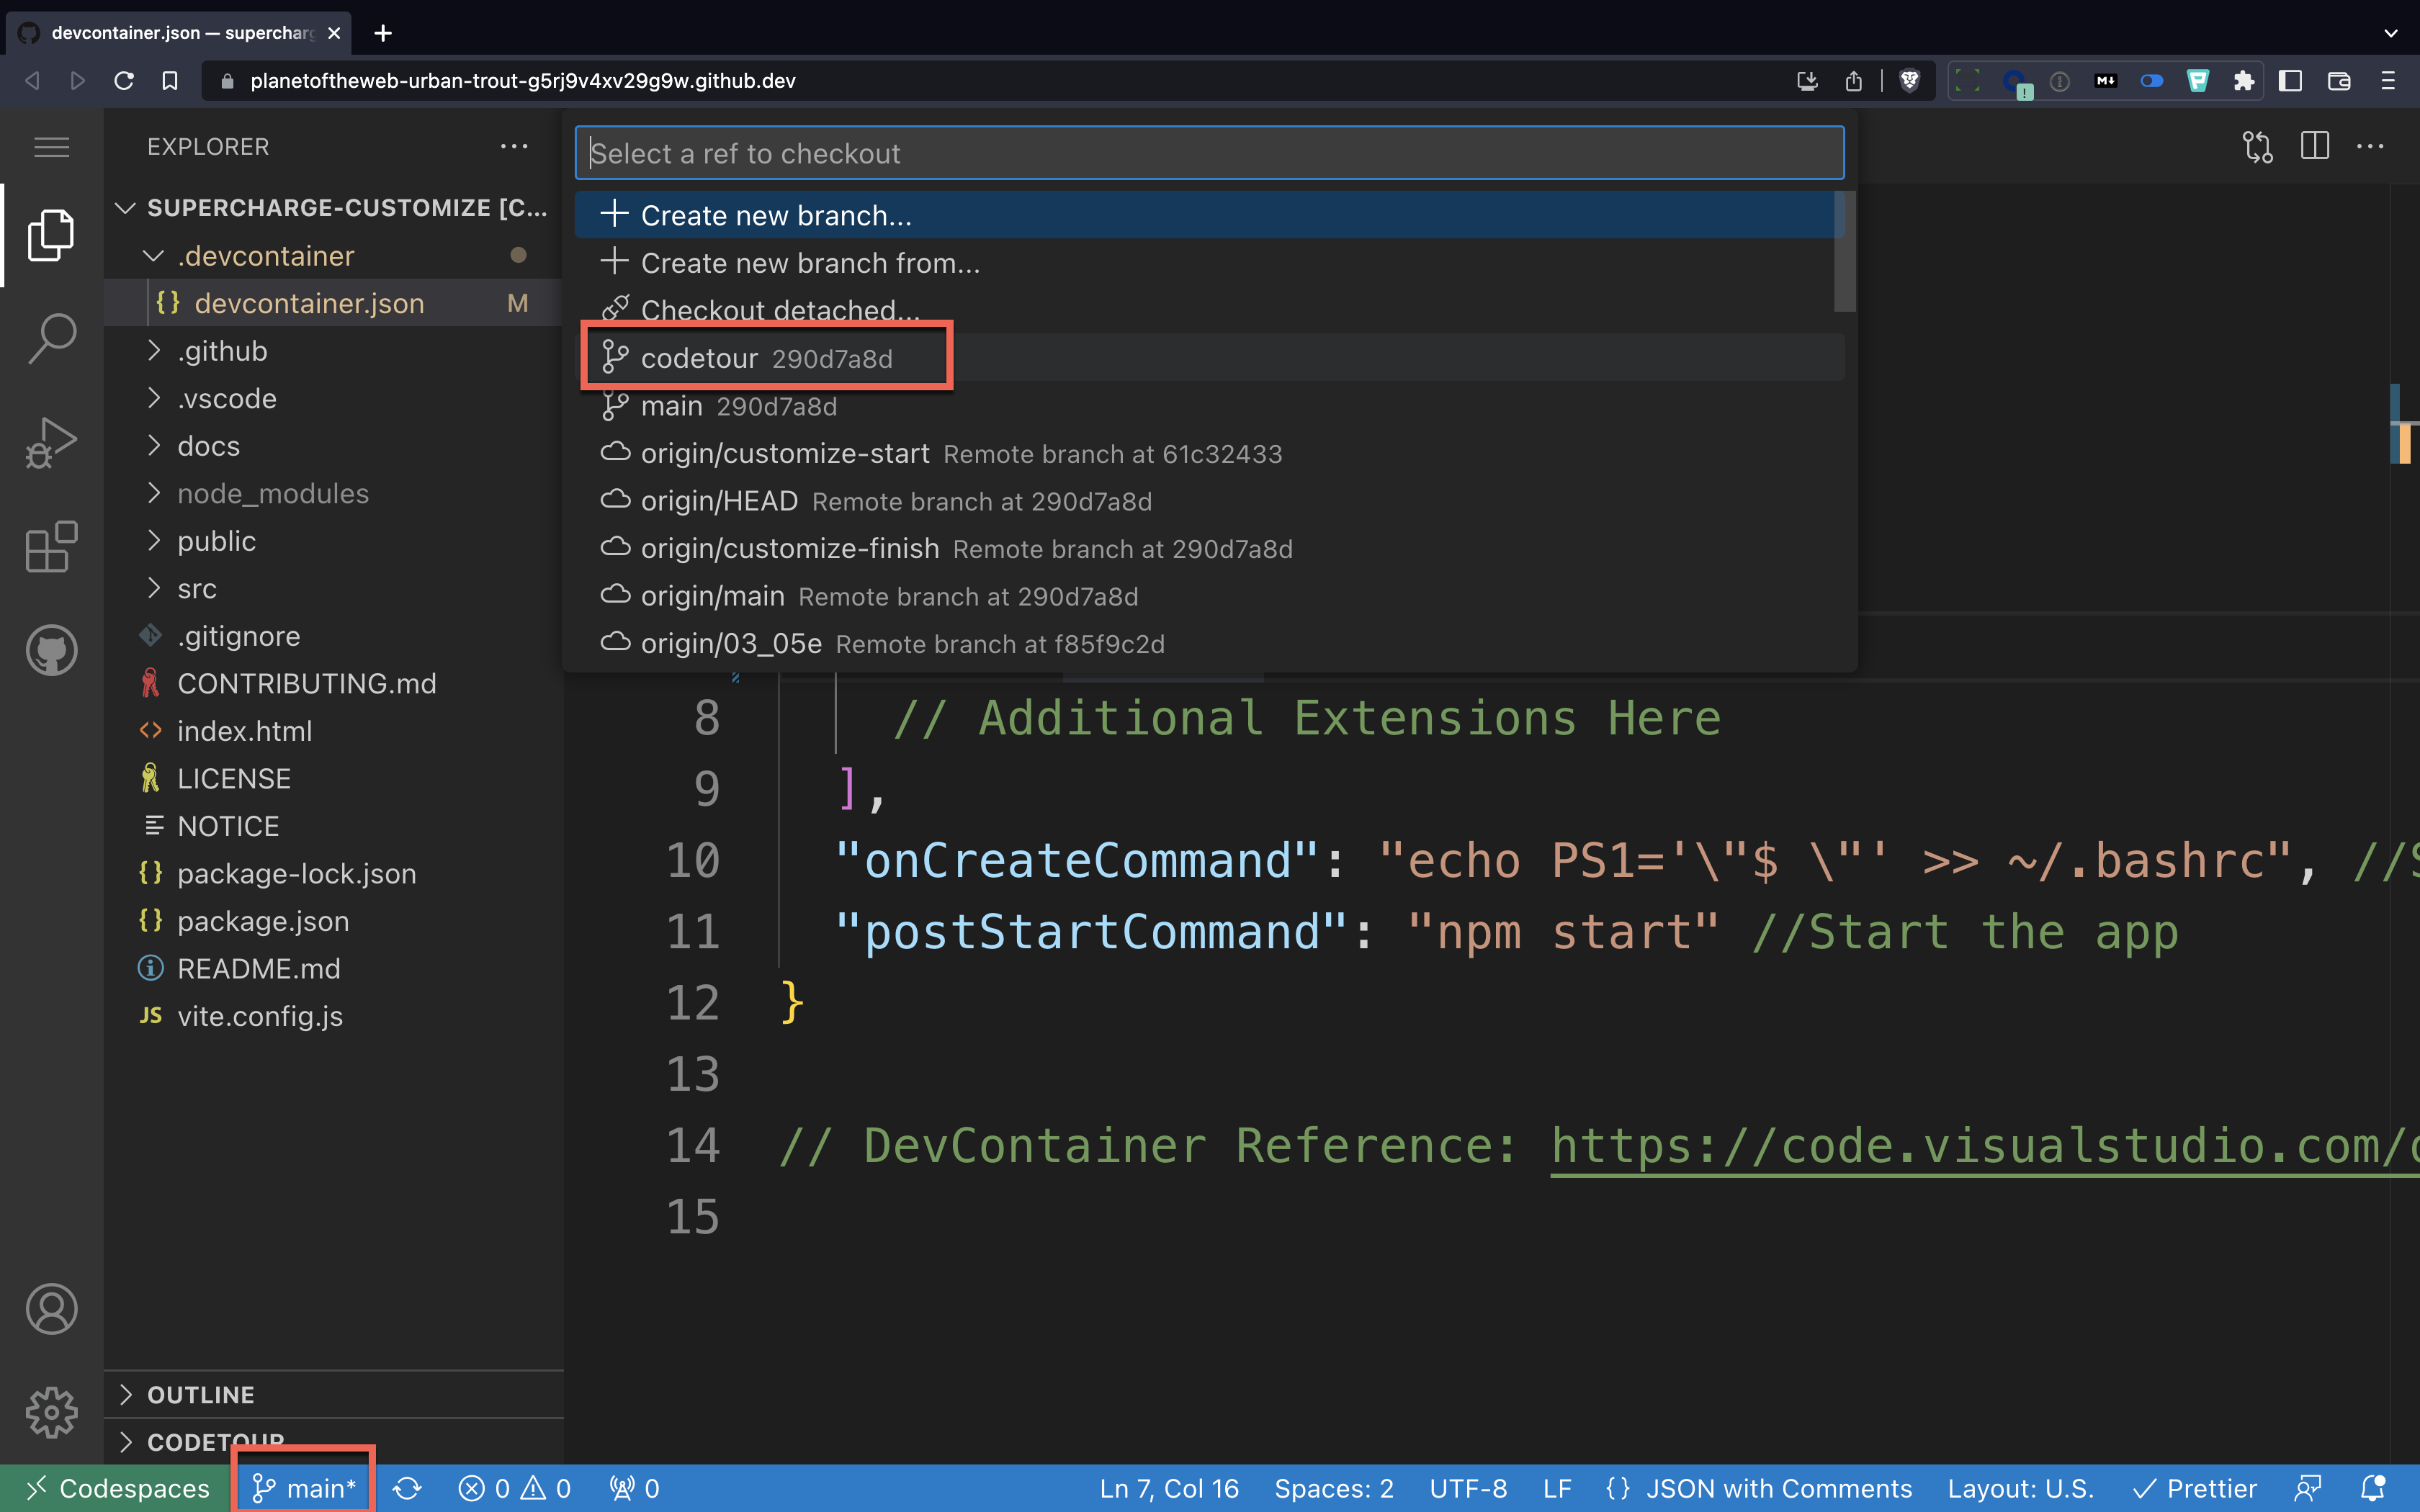 devcontainer.json — supercharg
planetoftheweb-urban-trout-g5rj9v4xv29g9w.github.dev
EXPLORER
SUPERCHARGE-CUSTOMIZE [C...
.devcontainer
{} devcontainer.json M
.github
.vscode
docs
node_modules
public
src
.gitignore
CONTRIBUTING.md
index.html
LICENSE
NOTICE
{} package-lock.json
{} package.json
README.md
JS vite.config.js
OUTLINE
CODETOUR
Select a ref to checkout
Create new branch...
Create new branch from...
Checkout detached...
codetour 290d7a8d
main 290d7a8d
origin/customize-start Remote branch at 61c32433
origin/HEAD Remote branch at 290d7a8d
origin/customize-finish Remote branch at 290d7a8d
origin/main Remote branch at 290d7a8d
origin/03_05e Remote branch at f85f9c2d
8 // Additional Extensions Here
9 ],
10 "onCreateCommand": "echo PS1='\"$ \"' >> ~/.bashrc", //S
11 "postStartCommand": "npm start" //Start the app
12 }
13
14 // DevContainer Reference: https://code.visualstudio.com/
15
Codespaces main* 0 0 0 Ln 7, Col 16 Spaces: 2 UTF-8 LF {} JSON with Comments Layout: U.S. Prettier